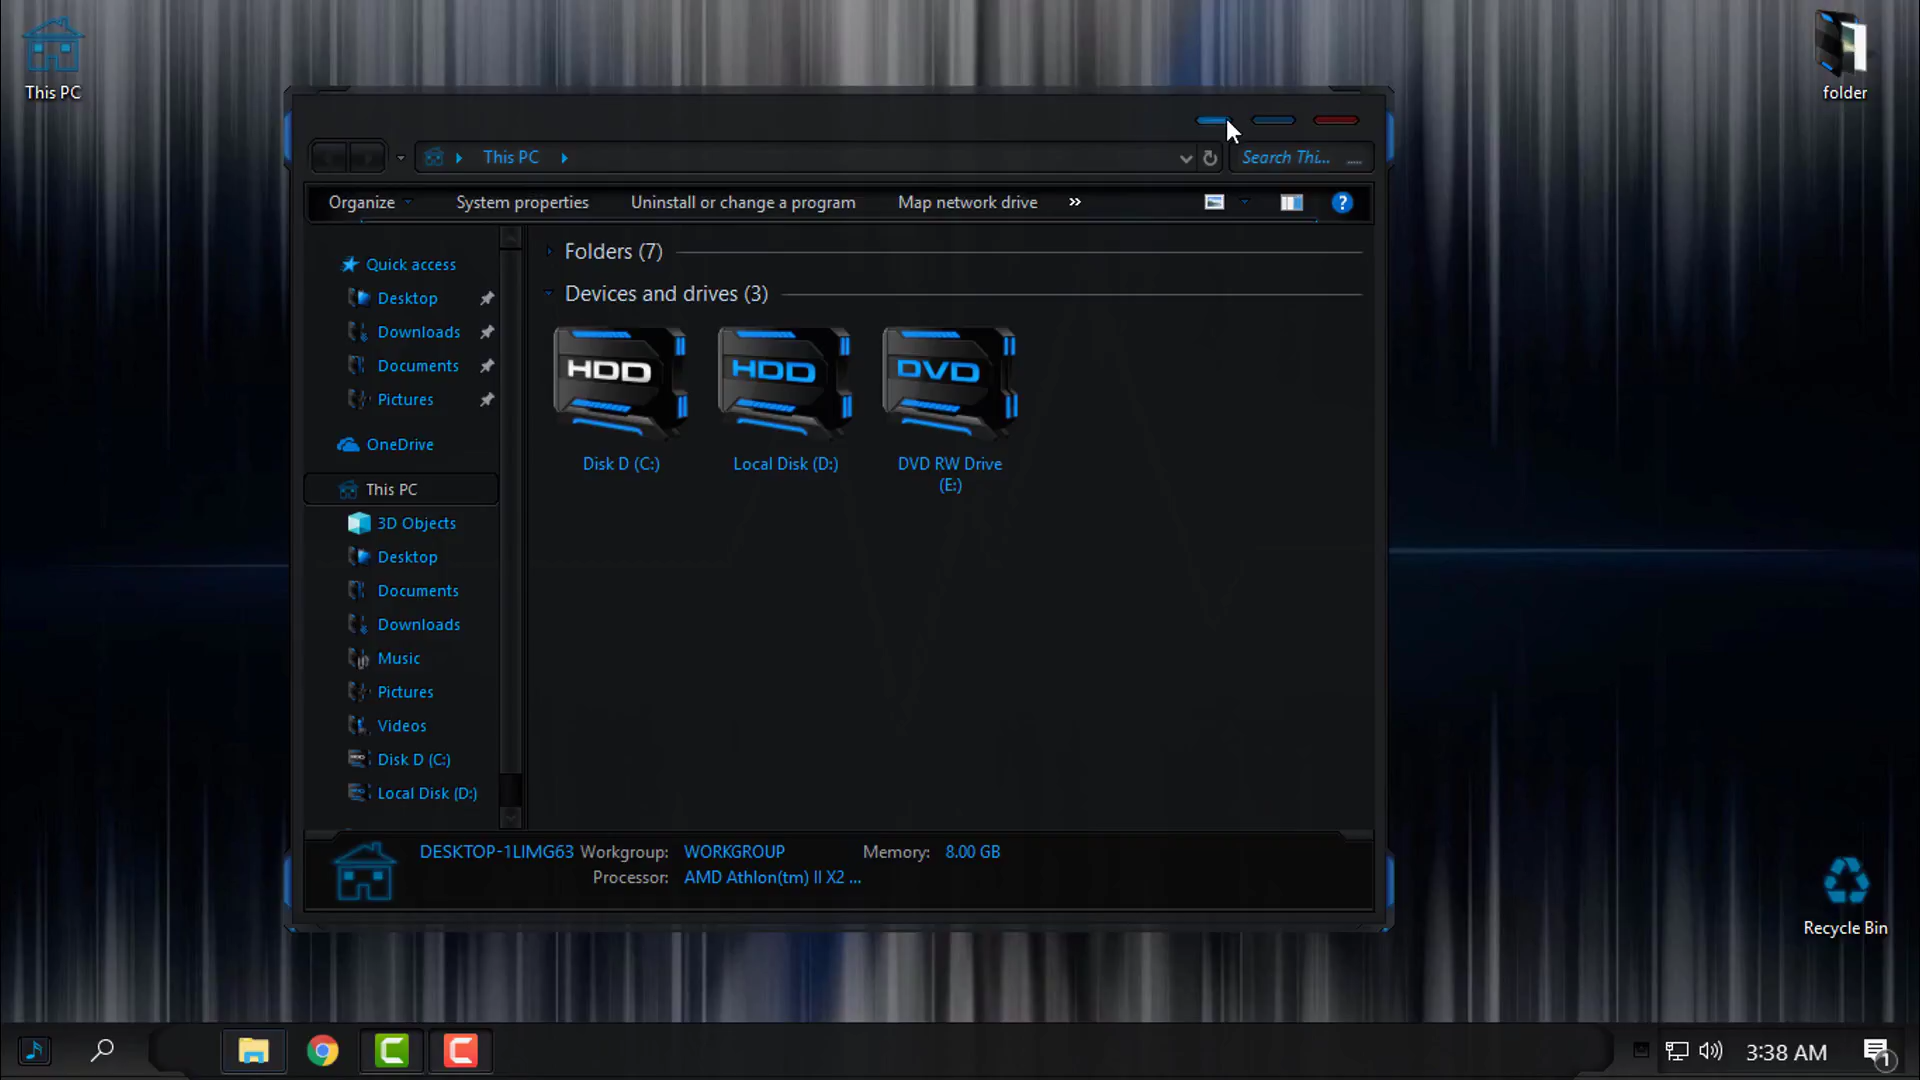 This PC
folder
This PC
Search Thi...
Organize
System properties
Uninstall or change a program
Map network drive
»
?
Quick access
Desktop
Downloads
Documents
Pictures
OneDrive
This PC
3D Objects
Desktop
Documents
Downloads
Music
Pictures
Videos
Disk D (C:)
Local Disk (D:)
Folders (7)
Devices and drives (3)
HDD
HDD
DVD
Disk D (C:)
Local Disk (D:)
DVD RW Drive
(E:)
DESKTOP-1LIMG63 Workgroup: WORKGROUP Memory: 8.00 GB
Processor: AMD Athlon(tm) II X2 ...
Recycle Bin
C
C
3:38 AM
1